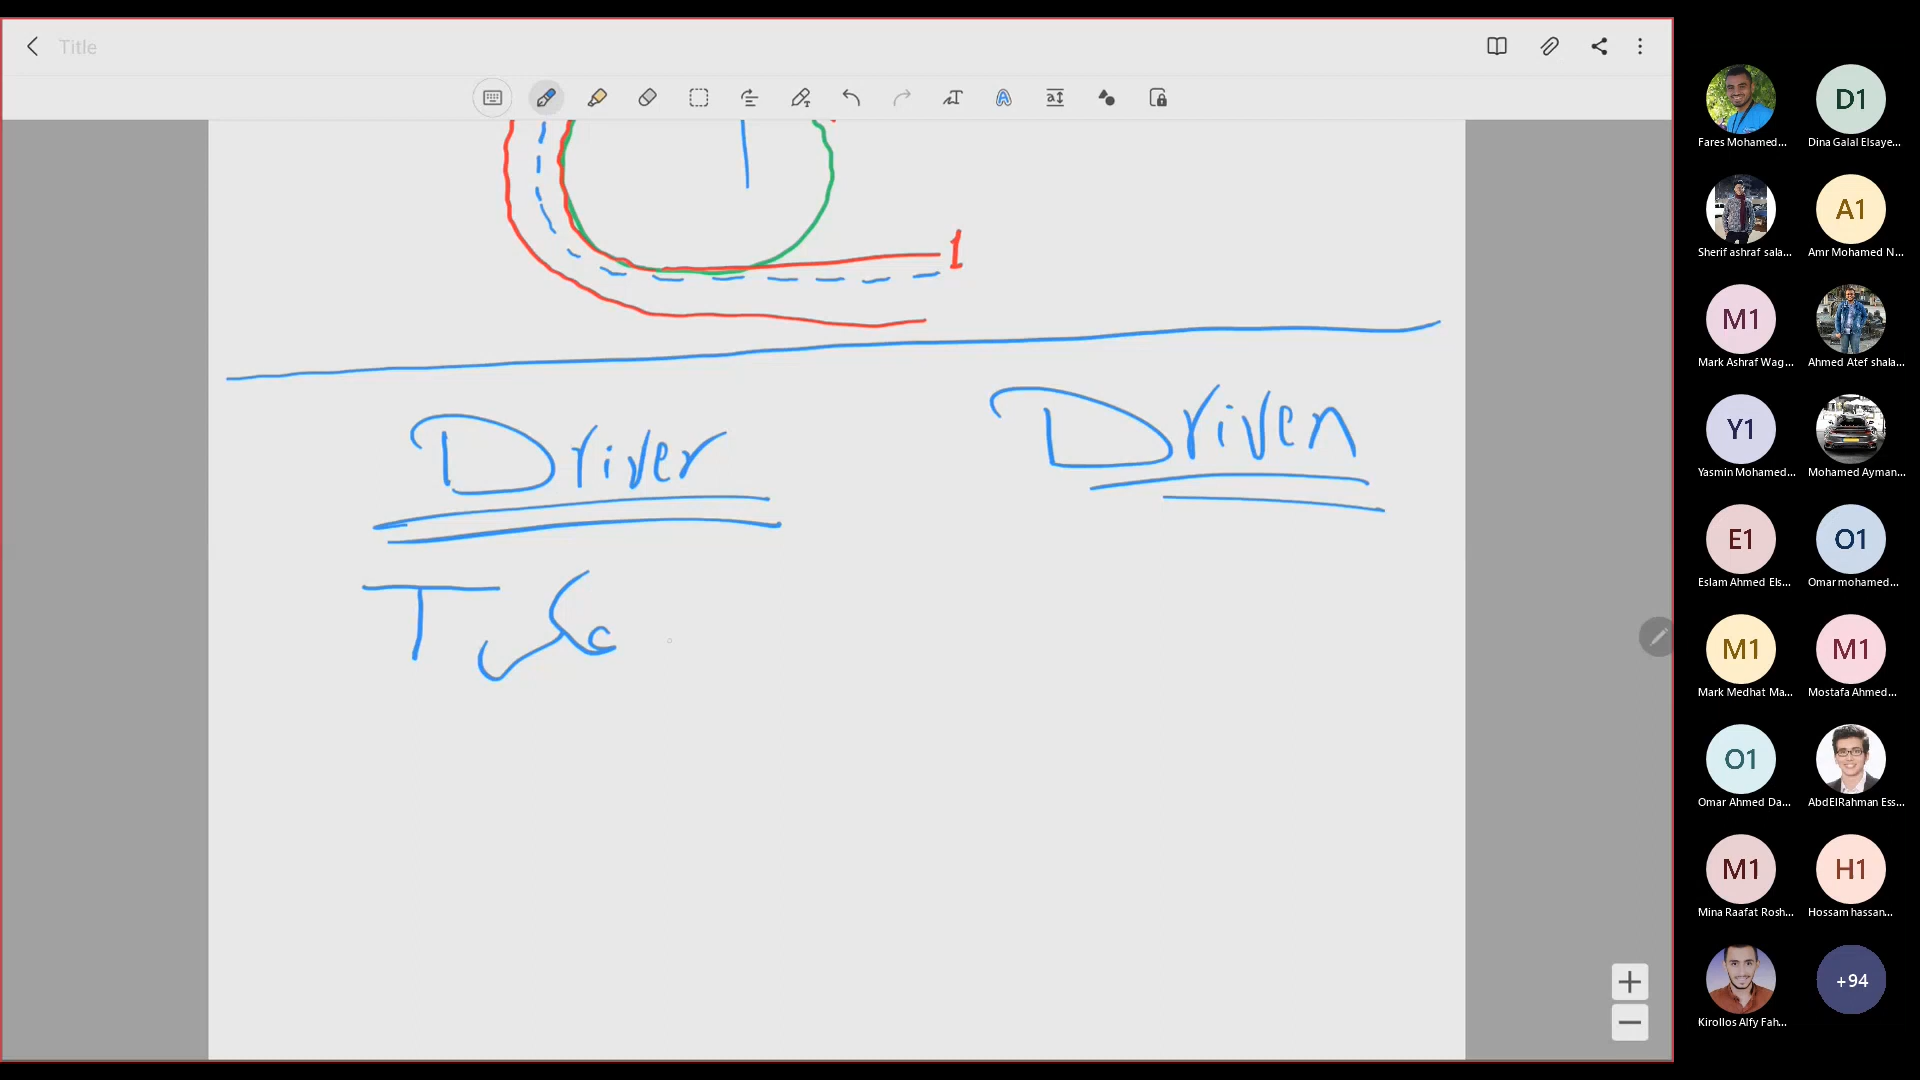 Title
1
Driver
Driven
T
Fares Mohamed...
D1
Dina Galal Elsaye...
Sherif ashraf sala...
A1
Amr Mohamed N...
M1
Mark Ashraf Wag...
Ahmed Atef shala...
Y1
Yasmin Mohamed...
Mohamed Ayman...
E1
Eslam Ahmed Els...
O1
Omar mohamed...
M1
Mark Medhat Ma...
M1
Mostafa Ahmed...
O1
Omar Ahmed Da...
AbdElRahman Ess...
M1
Mina Raafat Rosh...
H1
Hossam hassan...
Kirollos Alfy Fah...
+94